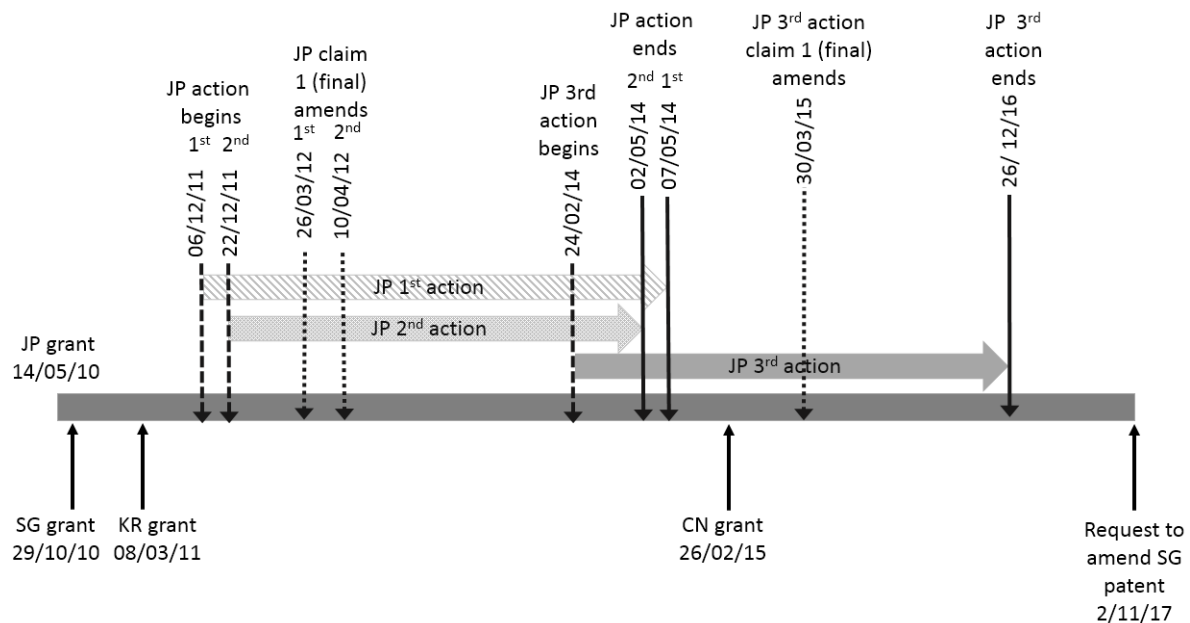 JP action
begins
1st 2nd
06/12/11
22/12/11
JP claim
1 (final)
amends
1st 2nd
26/03/12
10/04/12
JP 3rd
action
begins
24/02/14
JP action
ends
2nd 1st
02/05/14
07/05/14
JP 3rd action
claim 1 (final)
amends
30/03/15
JP 3rd
action
ends
26/ 12/16
JP 1st action
JP 2nd action
JP 3rd action
JP grant
14/05/10
SG grant
29/10/10
KR grant
08/03/11
CN grant
26/02/15
Request to
amend SG
patent
2/11/17